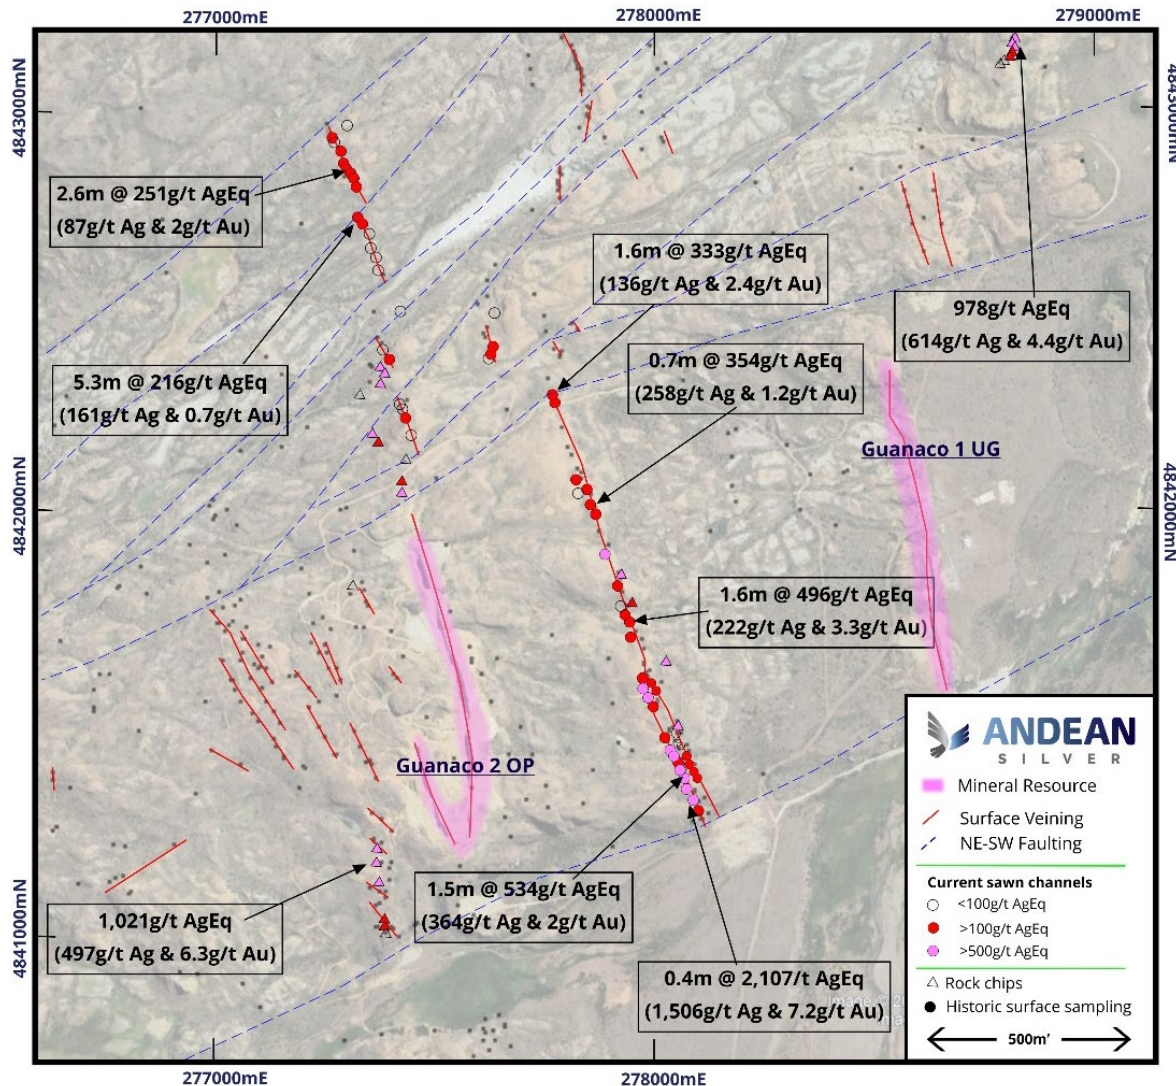 277000mE
278000mE
279000mE
4843000mN
4843000mN
2.6m @ 251g/t AgEq
(87g/t Ag & 2g/t Au)
1.6m @ 333g/t AgEq
(136g/t Ag & 2.4g/t Au)
978g/t AgEq
(614g/t Ag & 4.4g/t Au)
5.3m @ 216g/t AgEq
(161g/t Ag & 0.7g/t Au)
0.7m @ 354g/t AgEq
(258g/t Ag & 1.2g/t Au)
Guanaco 1 UG
4842000mN
4842000mN
1.6m @ 496g/t AgEq
(222g/t Ag & 3.3g/t Au)
Guanaco 2 OP
1.5m @ 534g/t AgEq
(364g/t Ag & 2g/t Au)
1,021g/t AgEq
(497g/t Ag & 6.3g/t Au)
4841000mN
0.4m @ 2,107/t AgEq
(1,506g/t Ag & 7.2g/t Au)
ANDEAN
SILVER
Mineral Resource
Surface Veining
NE-SW Faulting
Current sawn channels
<100g/t AgEq
>100g/t AgEq
>500g/t AgEq
Rock chips
Historic surface sampling
500m'
277000mE
278000mE